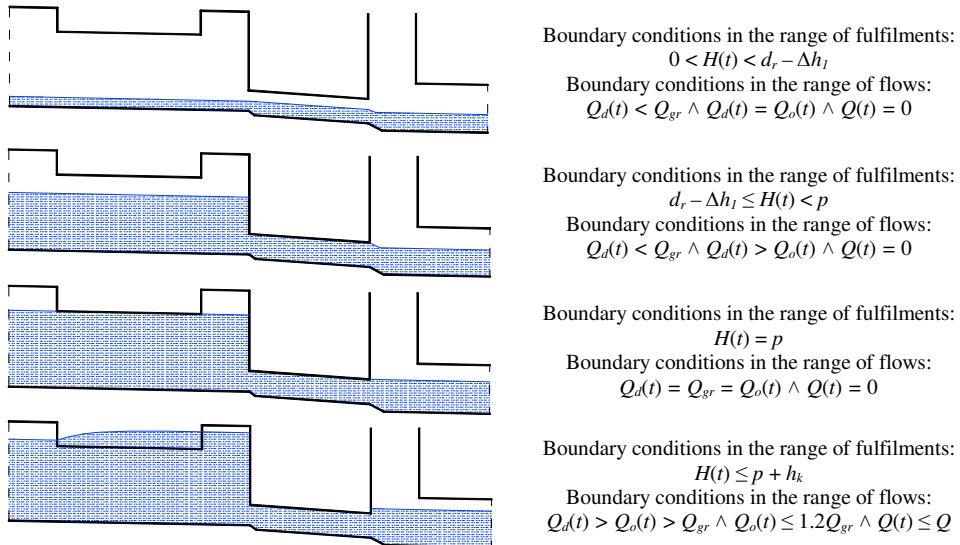 Boundary conditions in the range of fulfilments:
0 < H(t) < d_r – Δh_1
Boundary conditions in the range of flows:
Q_d(t) < Q_gr ^ Q_d(t) = Q_o(t) ^ Q(t) = 0
Boundary conditions in the range of fulfilments:
d_r – Δh_1 ≤ H(t) < p
Boundary conditions in the range of flows:
Q_d(t) < Q_gr ^ Q_d(t) > Q_o(t) ^ Q(t) = 0
Boundary conditions in the range of fulfilments:
H(t) = p
Boundary conditions in the range of flows:
Q_d(t) = Q_gr = Q_o(t) ^ Q(t) = 0
Boundary conditions in the range of fulfilments:
H(t) ≤ p + h_k
Boundary conditions in the range of flows:
Q_d(t) > Q_o(t) > Q_gr ^ Q_o(t) ≤ 1.2Q_gr ^ Q(t) ≤ Q